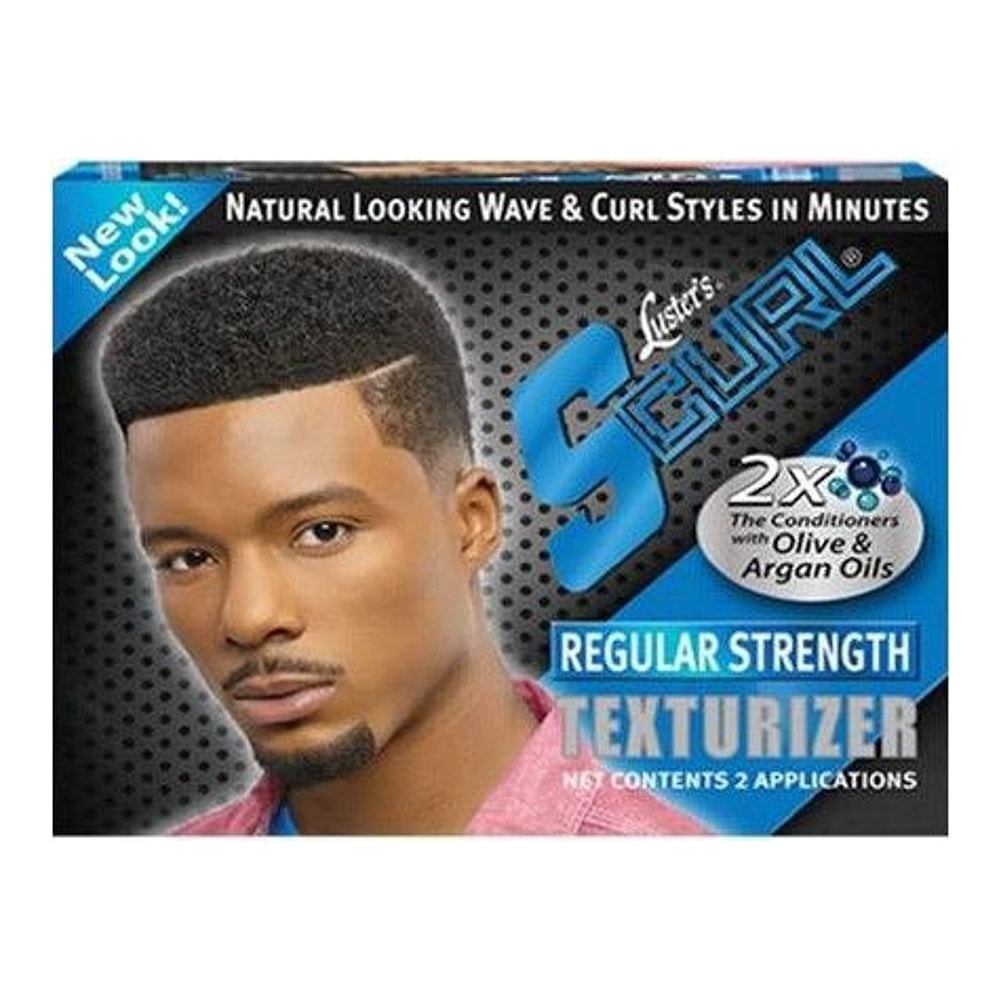 New
Look!
NATURAL LOOKING WAVE & CURL STYLES IN MINUTES
Luster's
SCURL®
2x
The Conditioners
with Olive &
Argan Oils
REGULAR STRENGTH
TEXTURIZER
NET CONTENTS 2 APPLICATIONS